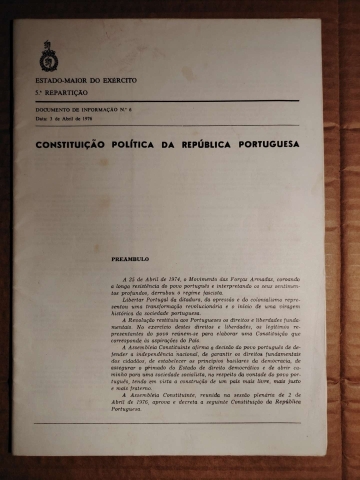 ESTADO-MAIOR DO EXERCITO
5.ª REPARTIÇÃO
DOCUMENTO DE INFORMAÇÃO N.º 6
Data: 3 de Abril de 1976
CONSTITUIÇÃO POLÍTICA DA REPÚBLICA PORTUGUESA
PREAMBULO
A 25 de Abril de 1974, o Movimento das Forças Armadas, coroando
a longa resistência do povo português e interpretando os seus sentimen-
tos profundos, derrubou o regime fascista.
Libertar Portugal da ditadura, da opressão e do colonialismo repre-
sentou uma transformação revolucionária e o início de uma viragem
histórica da sociedade portuguesa.
A Revolução restituiu aos Portugueses os direitos e liberdades funda-
mentais. No exercício destes direitos e liberdades, os legítimos re-
presentantes do povo reúnem-se para elaborar uma Constituição que
corresponde às aspirações do País.
A Assembleia Constituinte afirma a decisão do povo português de de-
fender a independência nacional, de garantir os direitos fundamentais
dos cidadãos, de estabelecer os princípios basilares da democracia, de
assegurar o primado do Estado de direito democrático e de abrir ca-
minho para uma sociedade socialista, no respeito da vontade do povo por-
tuguês, tendo em vista a construção de um país mais livre, mais justo
e mais fraterno.
A Assembleia Constituinte, reunida na sessão plenária de 2 de
Abril de 1976, aprova e decreta a seguinte Constituição da República
Portuguesa.